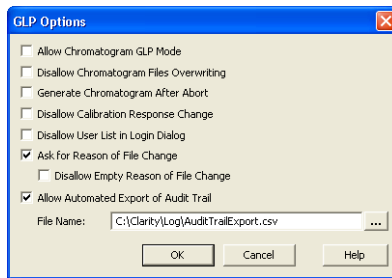 GLP Options
Allow Chromatogram GLP Mode
Disallow Chromatogram Files Overwriting
Generate Chromatogram After Abort
Disallow Calibration Response Change
Disallow User List in Login Dialog
Ask for Reason of File Change
Disallow Empty Reason of File Change
Allow Automated Export of Audit Trail
File Name: C:\Clarity\Log\AuditTrailExport.csv ...
OK Cancel Help